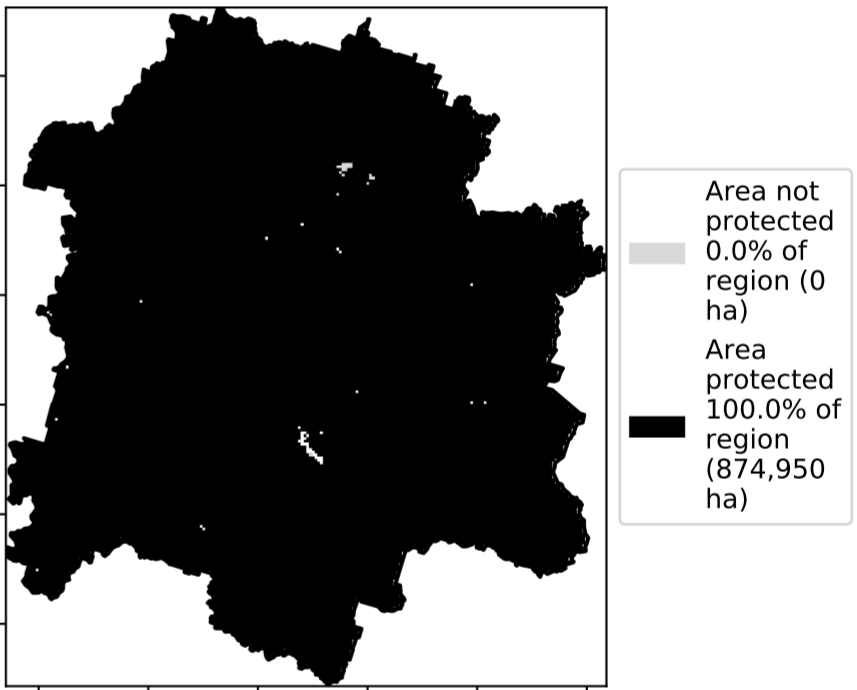 Area not
protected
0.0% of
region (0
ha)
Area
protected
100.0% of
region
(874,950
ha)